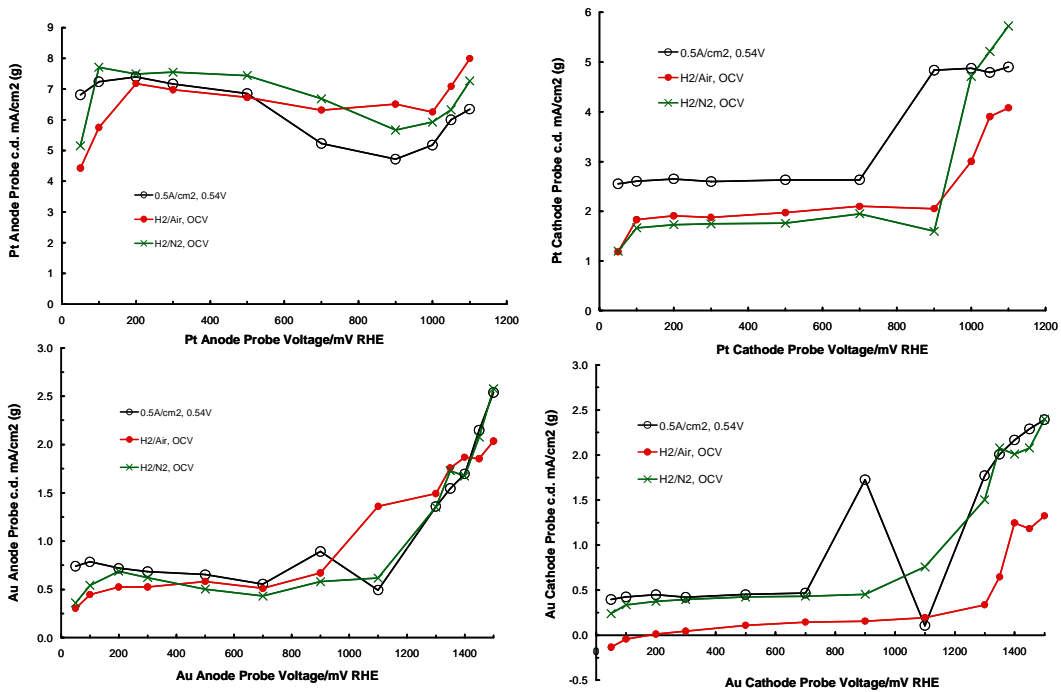 9
8
7
6
5
4
3
2
1
0
0 200 400 600 800 1000 1200
Pt Anode Probe c.d. mA/cm2 (g)
Pt Anode Probe Voltage/mV RHE
0.5A/cm2, 0.54V
H2/Air, OCV
H2/N2, OCV
6
5
4
3
2
1
0
0 200 400 600 800 1000 1200
Pt Cathode Probe c.d. mA/cm2 (g)
Pt Cathode Probe Voltage/mV RHE
0.5A/cm2, 0.54V
H2/Air, OCV
H2/N2, OCV
3.0
2.5
2.0
1.5
1.0
0.5
0.0
0 200 400 600 800 1000 1200 1400
Au Anode Probe c.d. mA/cm2 (g)
Au Anode Probe Voltage/mV RHE
0.5A/cm2, 0.54V
H2/Air, OCV
H2/N2, OCV
3.0
2.5
2.0
1.5
1.0
0.5
0.0
-0.5
0 200 400 600 800 1000 1200 1400
Au Cathode Probe c.d. mA/cm2 (g)
Au Cathode Probe Voltage/mV RHE
0.5A/cm2, 0.54V
H2/Air, OCV
H2/N2, OCV